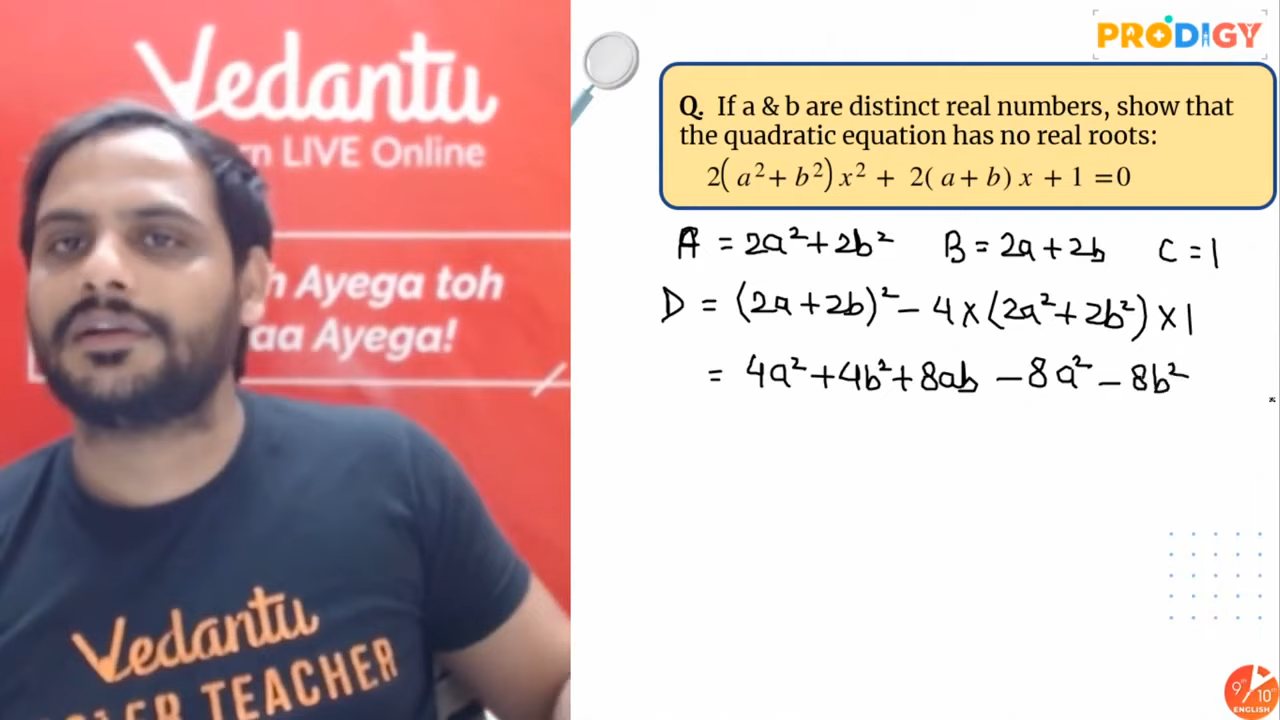 Vedantu
rn LIVE Online
h Ayega toh
aa Ayega!
Vedantu
TEACHER
PRODIGY
Q. If a & b are distinct real numbers, show that
the quadratic equation has no real roots:
2( a² + b² ) x² + 2( a + b ) x + 1 = 0
A = 2a² + 2b² B = 2a + 2b C = 1
D = (2a + 2b)² - 4 × (2a² + 2b²) × 1
= 4a² + 4b² + 8ab - 8a² - 8b²
9th 10th
ENGLISH